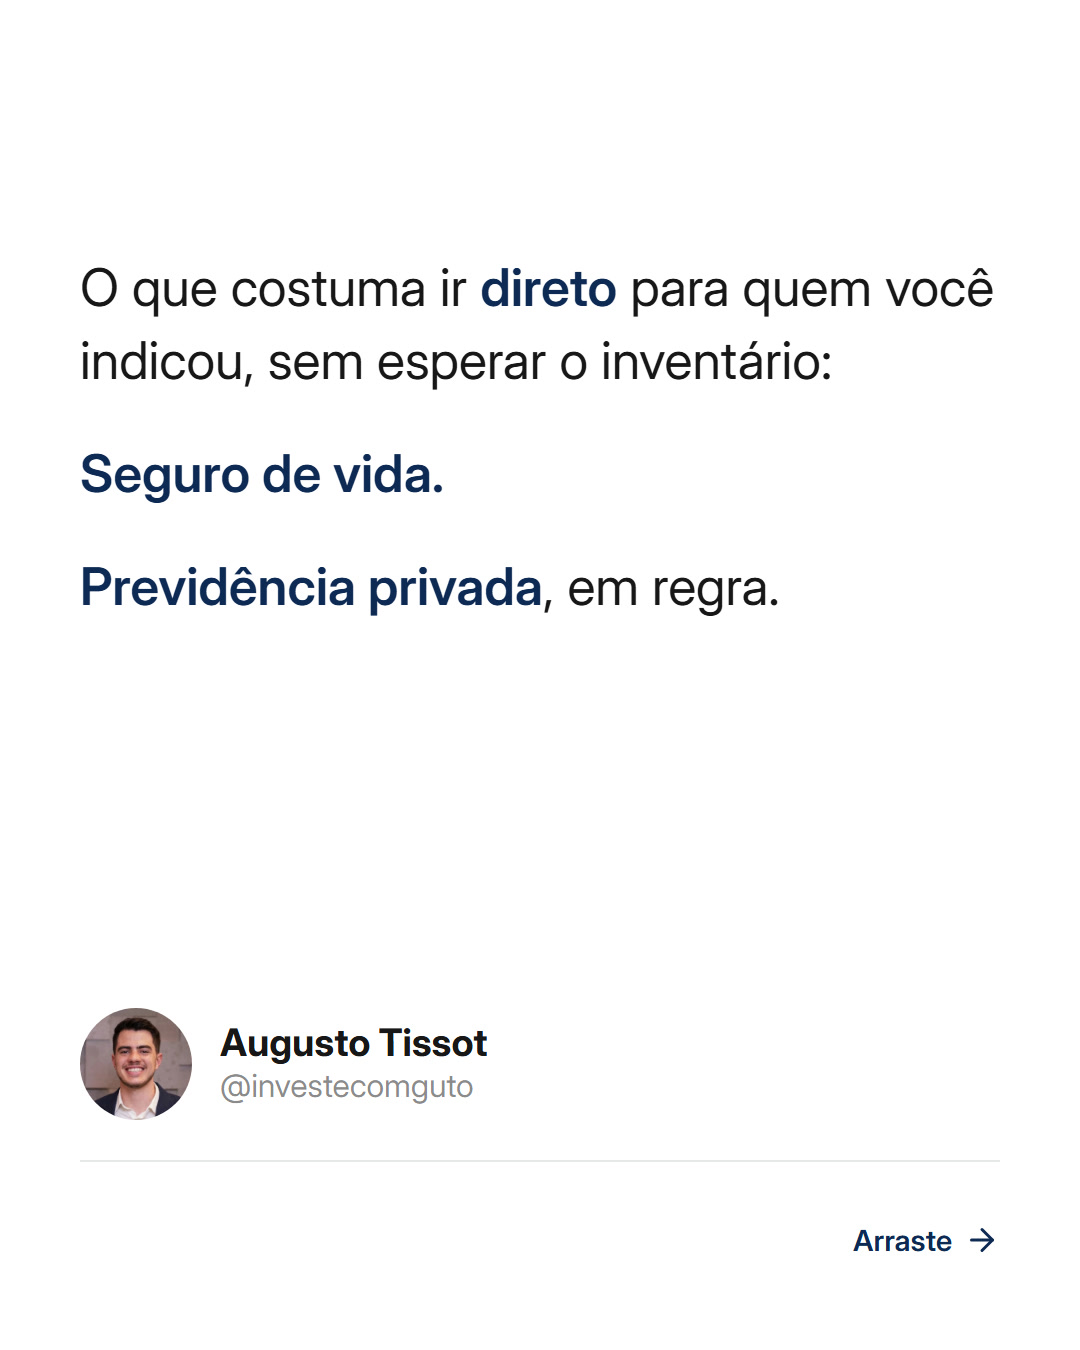 O que costuma ir direto para quem você
indicou, sem esperar o inventário:
Seguro de vida.
Previdência privada, em regra.
Augusto Tissot
@investecomguto
Arraste →